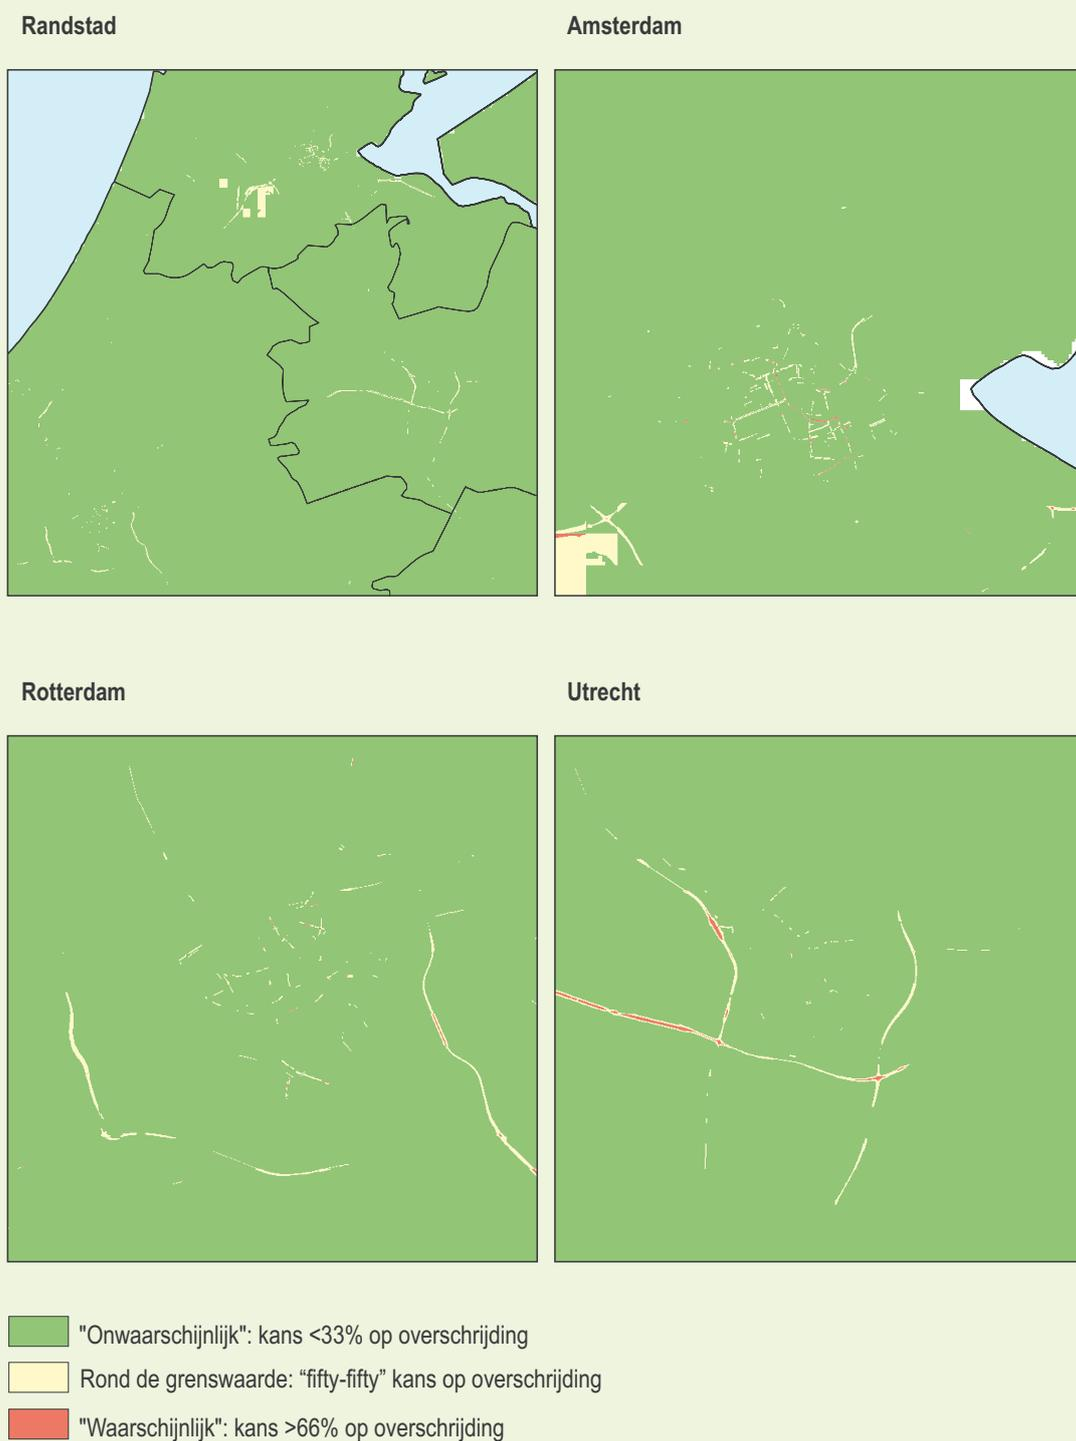 Randstad
Amsterdam
Rotterdam
Utrecht
"Onwaarschijnlijk": kans <33% op overschrijding
Rond de grenswaarde: “fifty-fifty” kans op overschrijding
"Waarschijnlijk": kans >66% op overschrijding